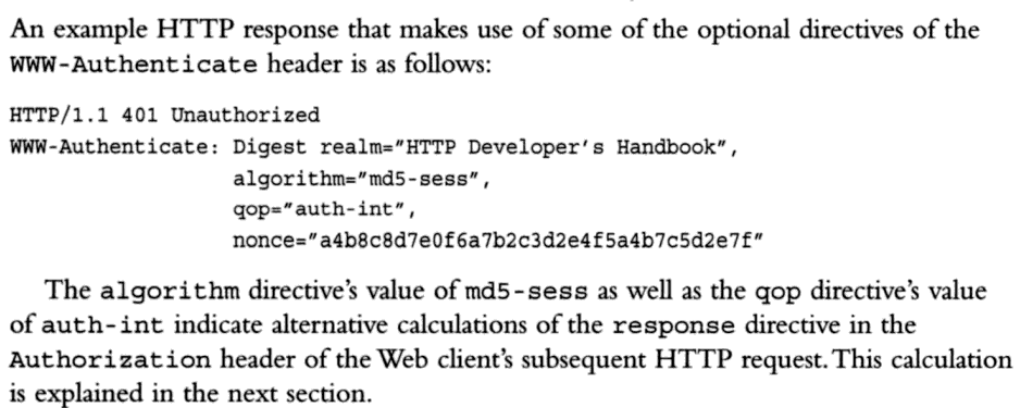 An example HTTP response that makes use of some of the optional directives of the
WWW-Authenticate header is as follows:
HTTP/1.1 401 Unauthorized
WWW-Authenticate: Digest realm="HTTP Developer's Handbook",
algorithm="md5-sess",
qop="auth-int",
nonce="a4b8c8d7e0f6a7b2c3d2e4f5a4b7c5d2e7f"
The algorithm directive's value of md5-sess as well as the qop directive's value
of auth-int indicate alternative calculations of the response directive in the
Authorization header of the Web client's subsequent HTTP request. This calculation
is explained in the next section.